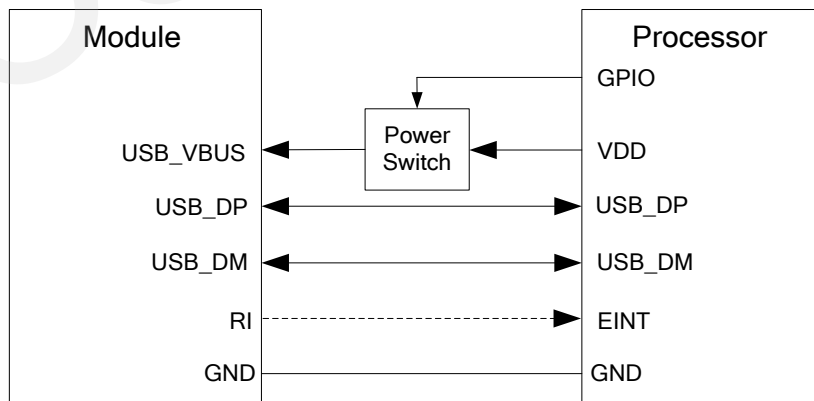 Module
Processor
GPIO
Power
Switch
USB_VBUS
VDD
USB_DP
USB_DP
USB_DM
USB_DM
RI
EINT
GND
GND